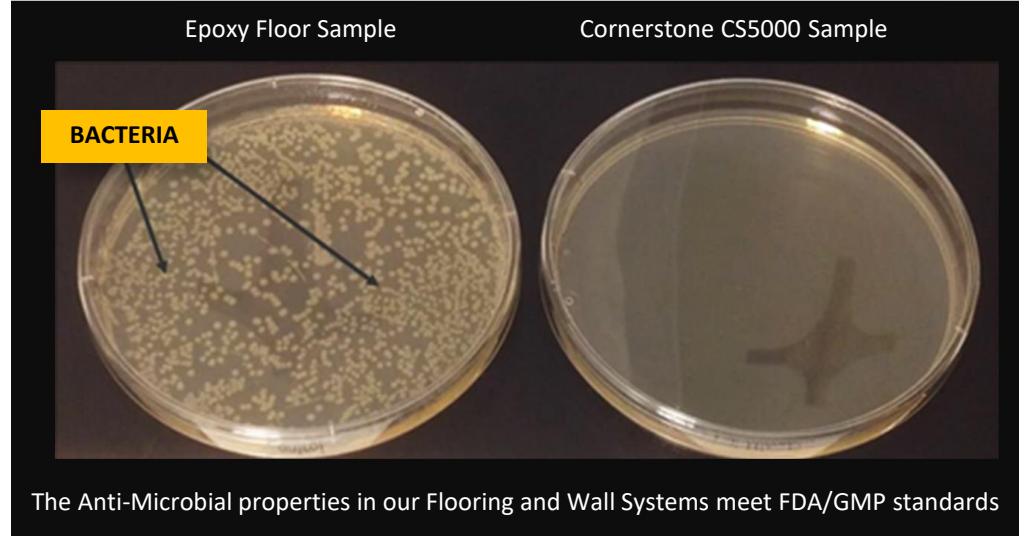 Epoxy Floor Sample
Cornerstone CS5000 Sample
BACTERIA
The Anti-Microbial properties in our Flooring and Wall Systems meet FDA/GMP standards